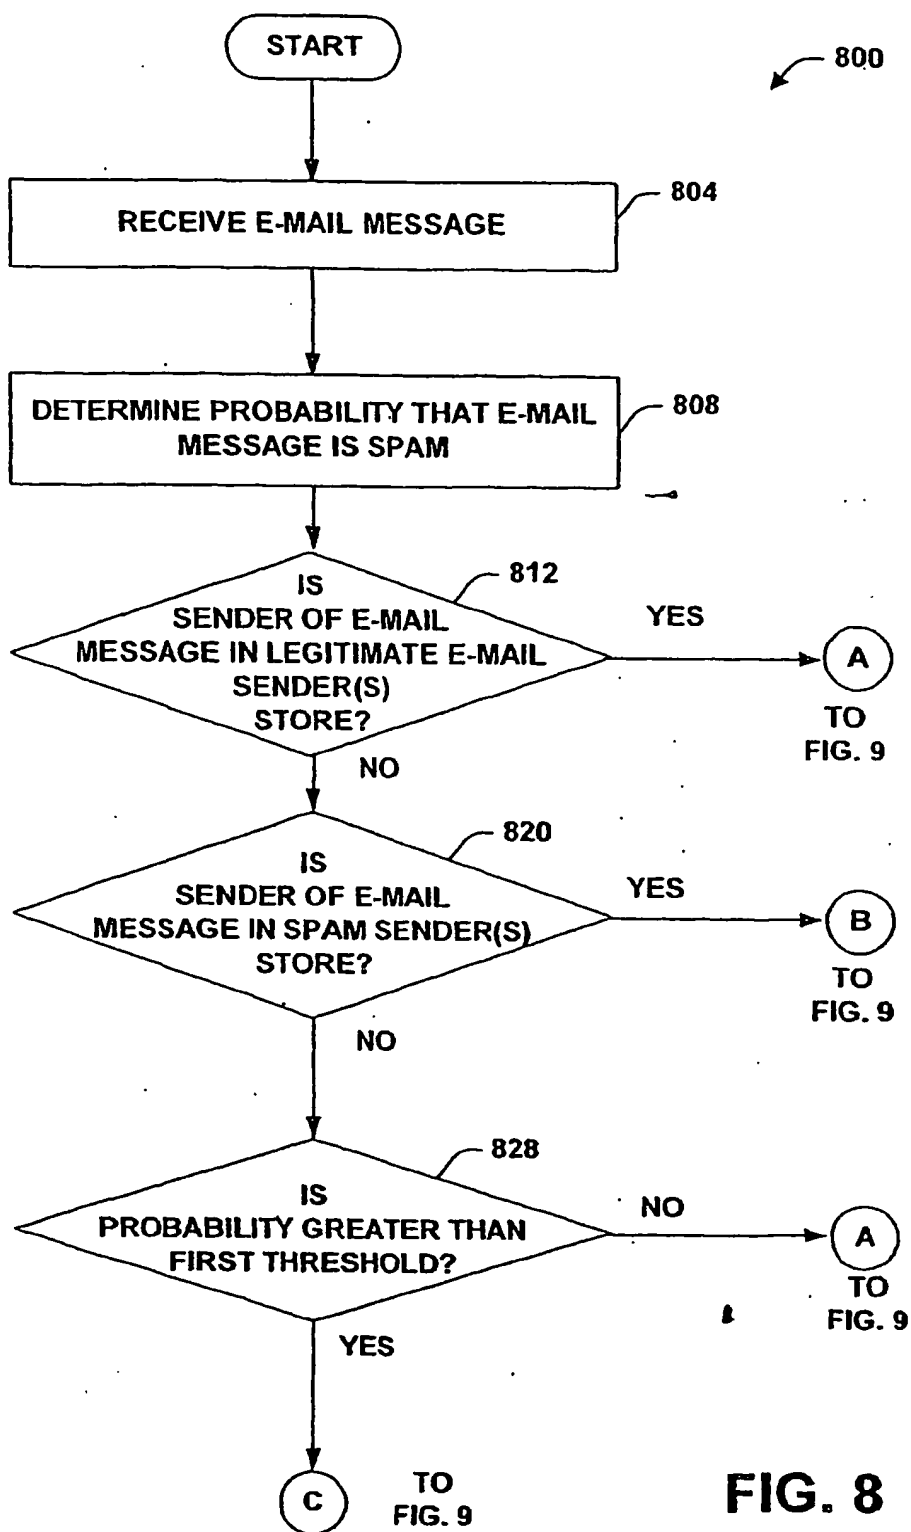 START
800
RECEIVE E-MAIL MESSAGE
804
DETERMINE PROBABILITY THAT E-MAIL
MESSAGE IS SPAM
808
812
IS
SENDER OF E-MAIL
MESSAGE IN LEGITIMATE E-MAIL
SENDER(S)
STORE?
YES
A
TO
FIG. 9
NO
820
IS
SENDER OF E-MAIL
MESSAGE IN SPAM SENDER(S)
STORE?
YES
B
TO
FIG. 9
NO
828
IS
PROBABILITY GREATER THAN
FIRST THRESHOLD?
NO
A
TO
FIG. 9
YES
C
TO
FIG. 9
FIG. 8